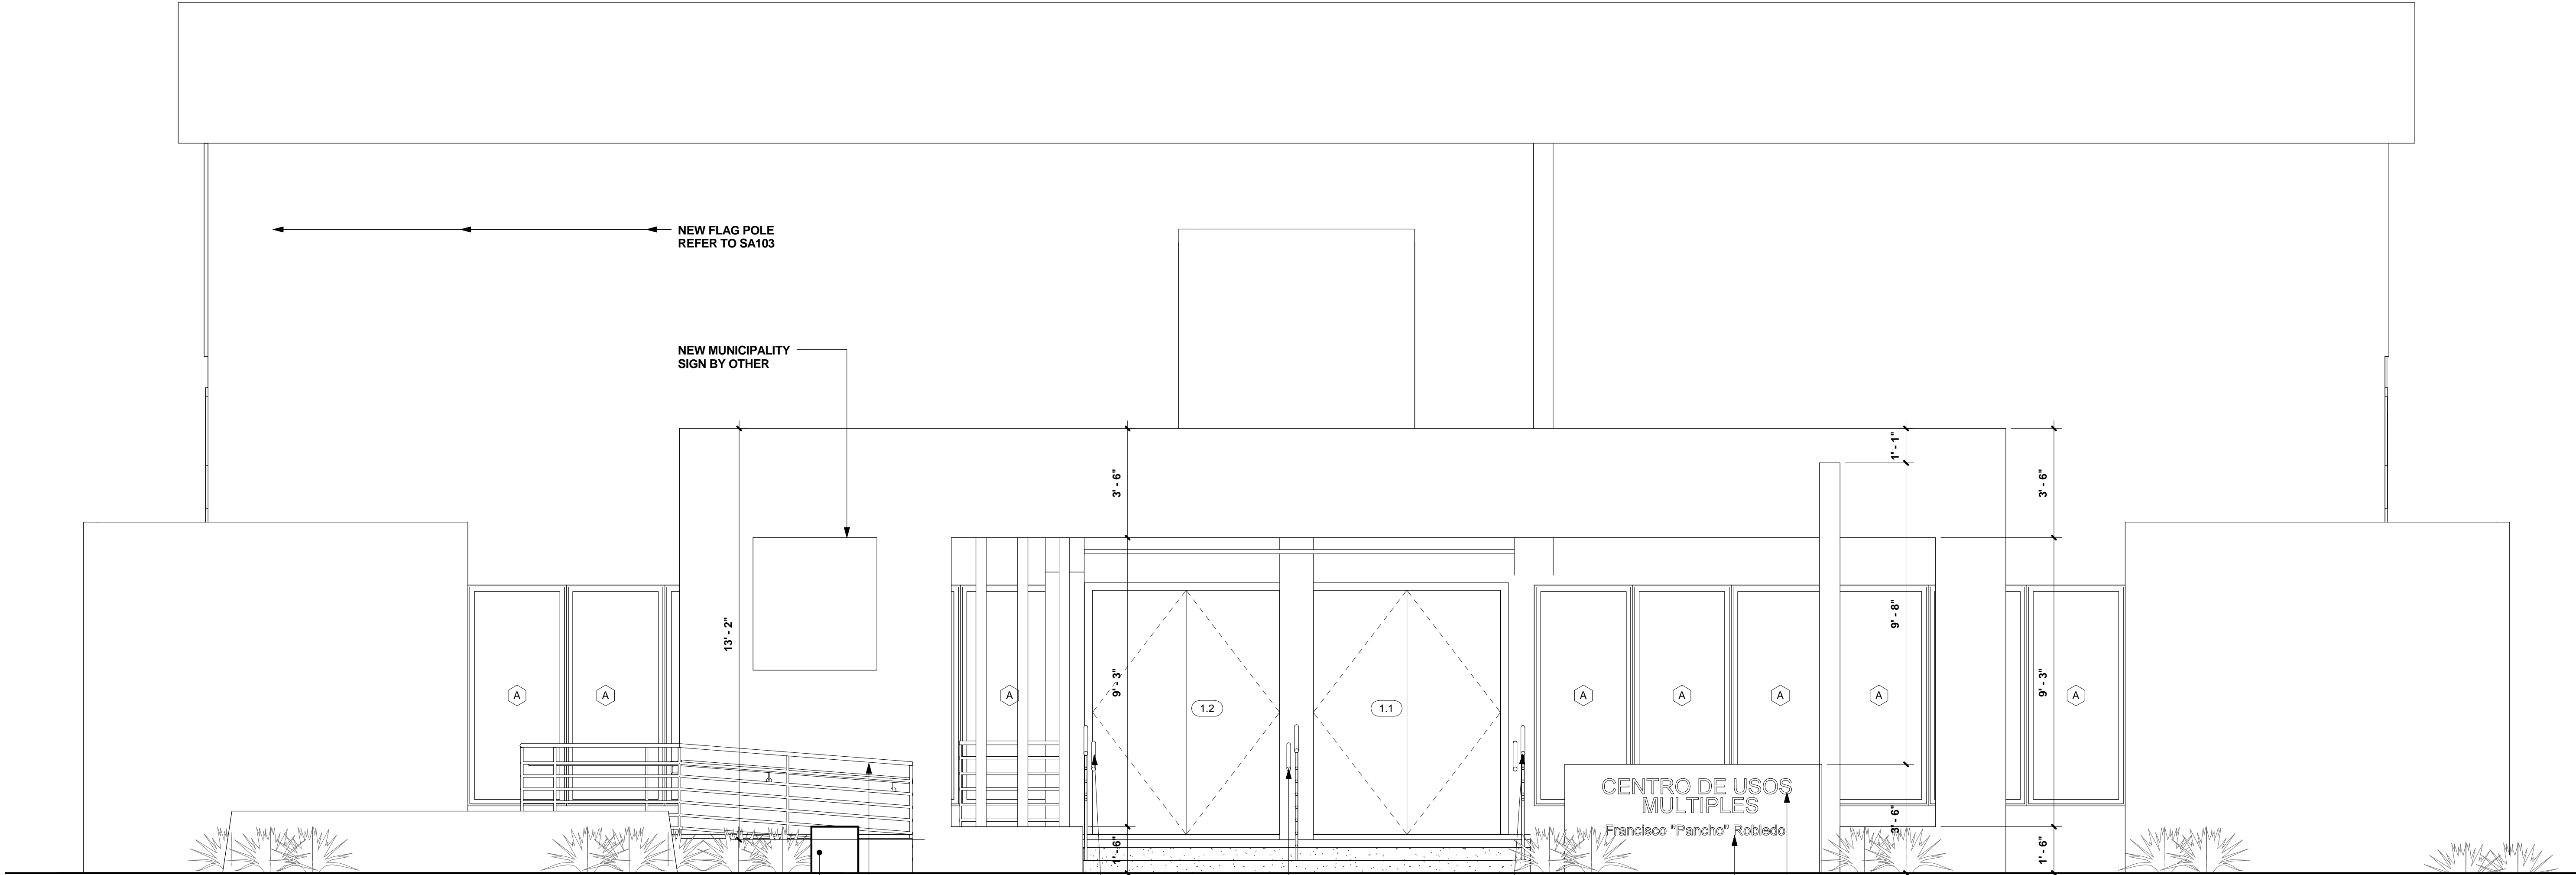 NEW FLAG POLE
REFER TO SA103
NEW MUNICIPALITY
SIGN BY OTHER
13' - 2"
3' - 6"
9' - 3"
1' - 6"
1' - 1"
9' - 8"
3' - 6"
3' - 6"
9' - 3"
1' - 6"
A
A
A
1.2
1.1
A
A
A
A
A
CENTRO DE USOS
MULTIPLES
Francisco "Pancho" Robledo